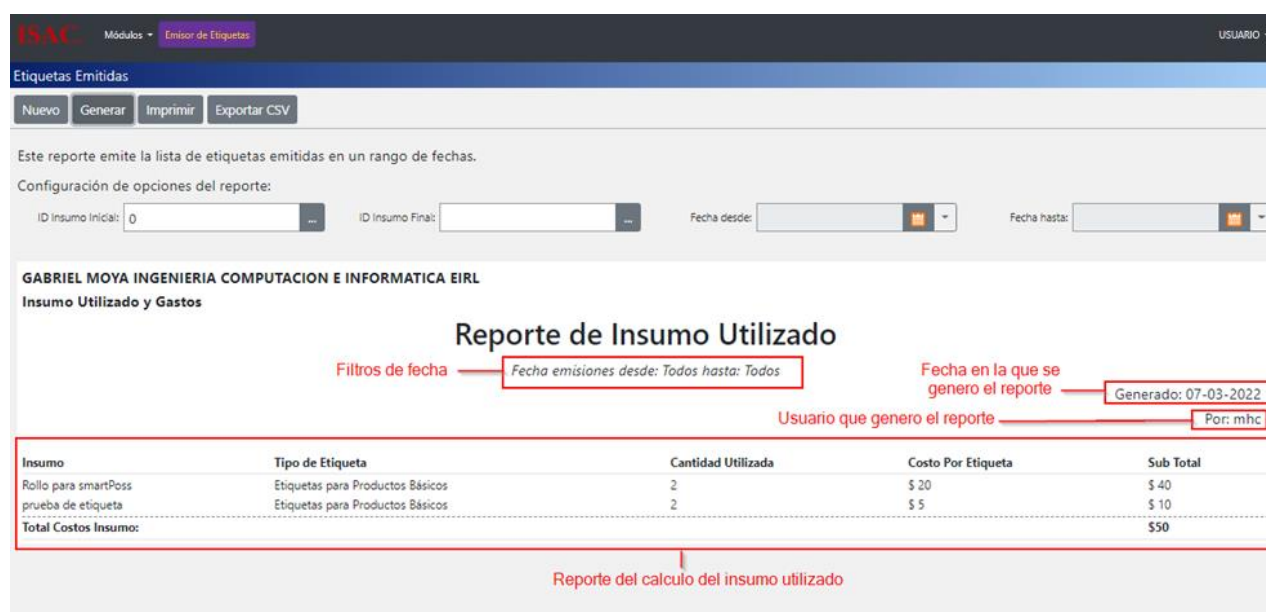 ISAC.
Módulos
Emisor de Etiquetas
USUARIO
Etiquetas Emitidas
Nuevo Generar Imprimir Exportar CSV
Este reporte emite la lista de etiquetas emitidas en un rango de fechas.
Configuración de opciones del reporte:
ID Insumo Inicial: 0 ... ID Insumo Final: ... Fecha desde: Fecha hasta:
GABRIEL MOYA INGENIERIA COMPUTACION E INFORMATICA EIRL
Insumo Utilizado y Gastos
Reporte de Insumo Utilizado
Filtros de fecha
Fecha emisiones desde: Todos hasta: Todos
Fecha en la que se
genero el reporte
Generado: 07-03-2022
Usuario que genero el reporte
Por: mhc
Insumo Tipo de Etiqueta Cantidad Utilizada Costo Por Etiqueta Sub Total
Rollo para smartPoss Etiquetas para Productos Básicos 2 $ 20 $ 40
prueba de etiqueta Etiquetas para Productos Básicos 2 $ 5 $ 10
Total Costos Insumo: $50
Reporte del calculo del insumo utilizado